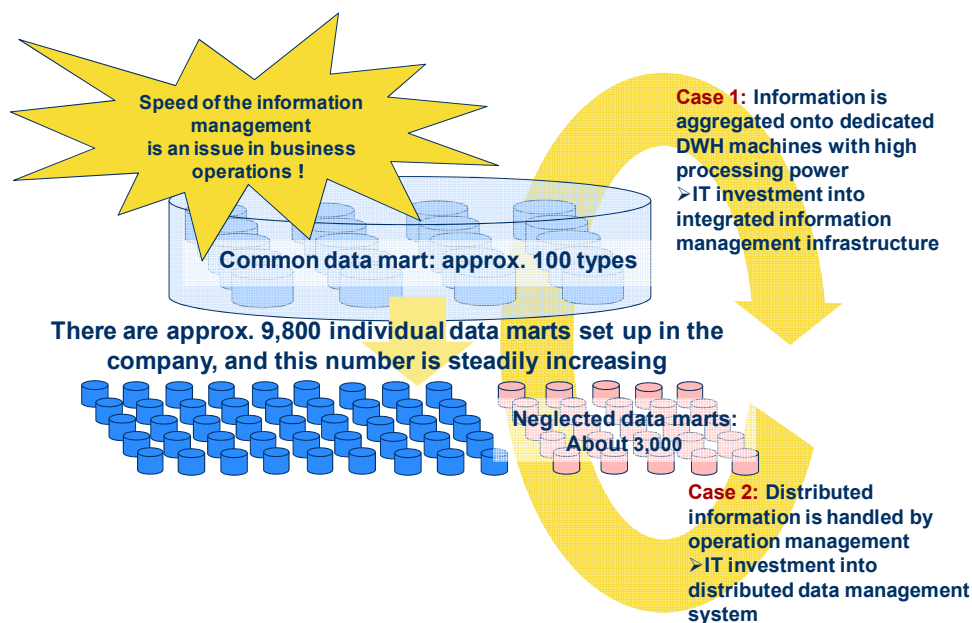 Speed of the information
management
is an issue in business
operations !
Case 1: Information is
aggregated onto dedicated
DWH machines with high
processing power
➢IT investment into
integrated information
management infrastructure
Common data mart: approx. 100 types
There are approx. 9,800 individual data marts set up in the
company, and this number is steadily increasing
Neglected data marts:
About 3,000
Case 2: Distributed
information is handled by
operation management
➢IT investment into
distributed data management
system